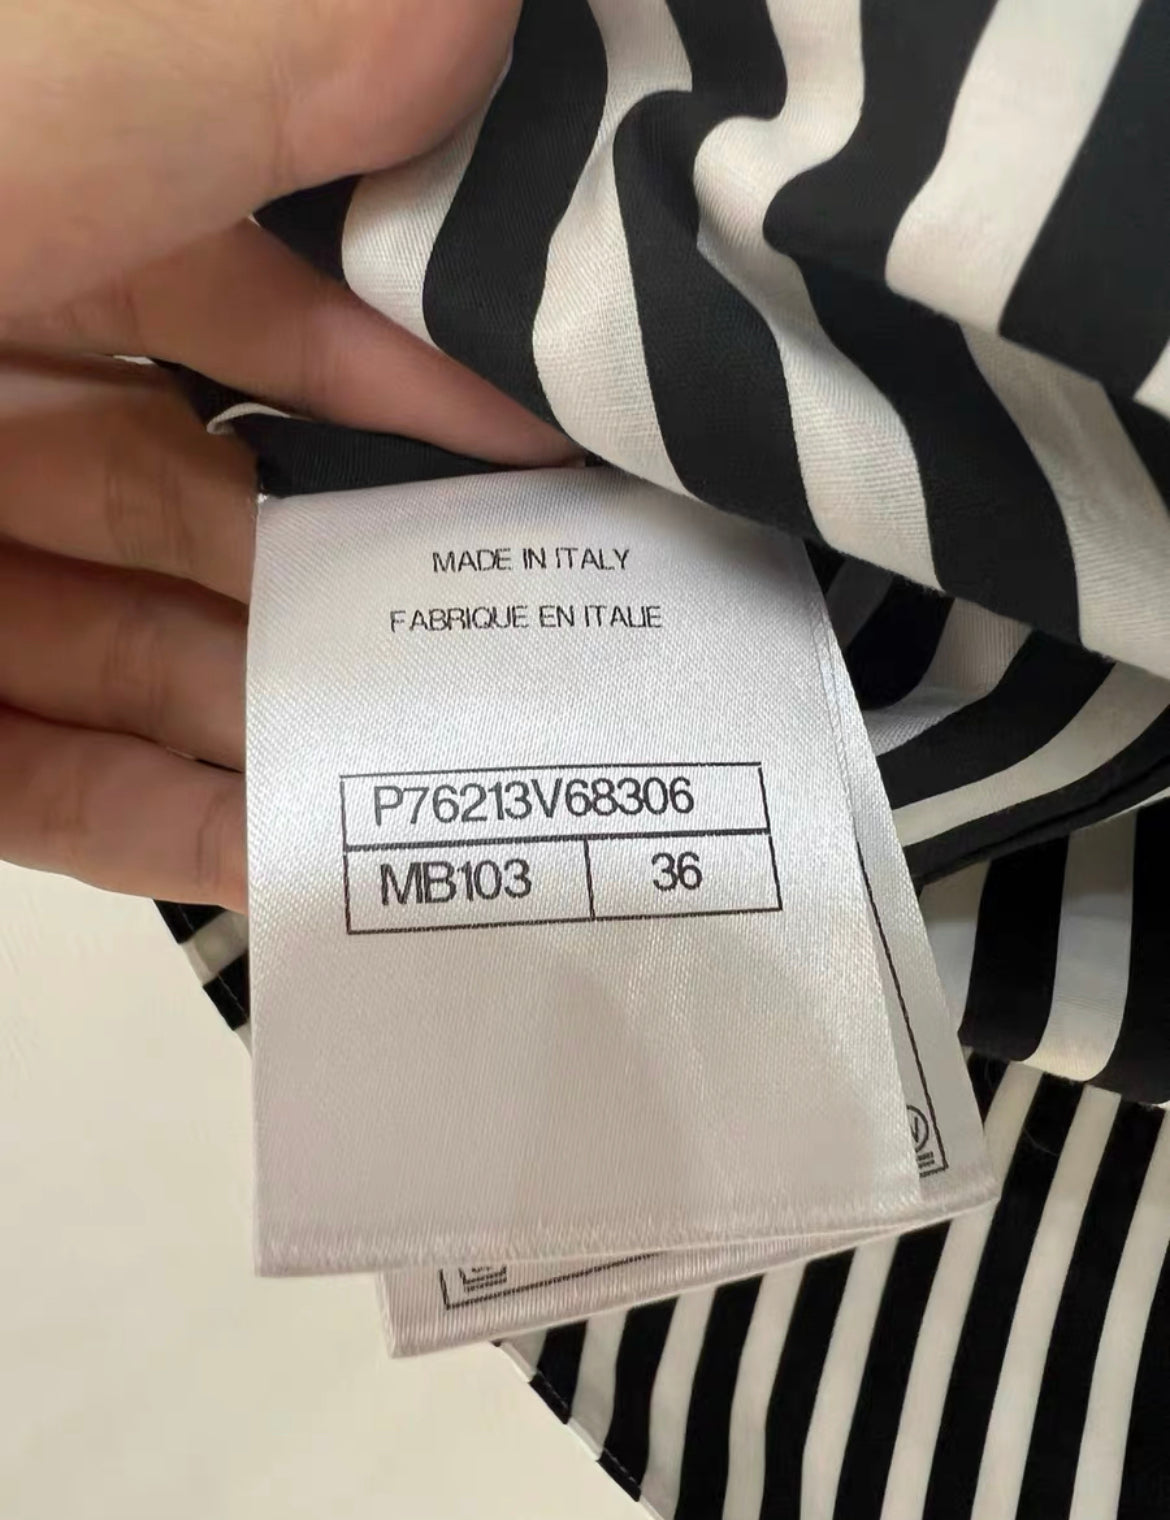 MADE IN ITALY
FABRIQUE EN ITALIE
P76213V68306
MB103 36